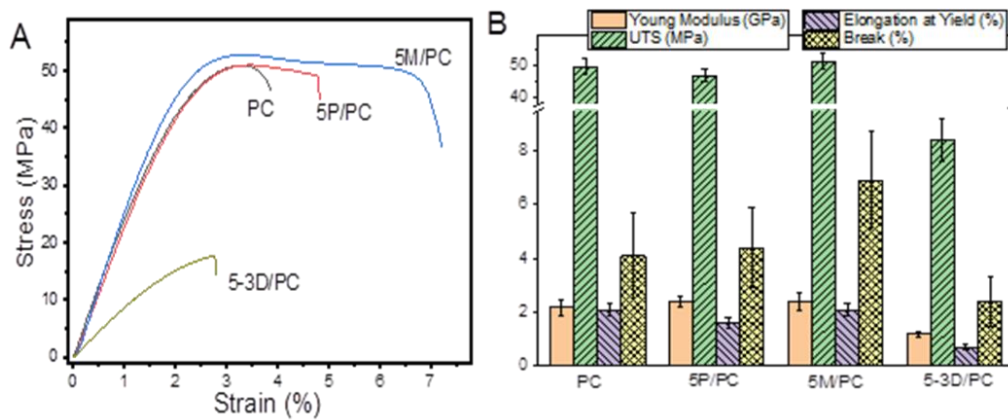 A
Stress (MPa)
50
40
30
20
10
0
5M/PC
PC
5P/PC
5-3D/PC
0 1 2 3 4 5 6 7
Strain (%)
B
Young Modulus (GPa) Elongation at Yield (%)
UTS (MPa) Break (%)
50
45
8
6
4
2
0
PC 5P/PC 5M/PC 5-3D/PC